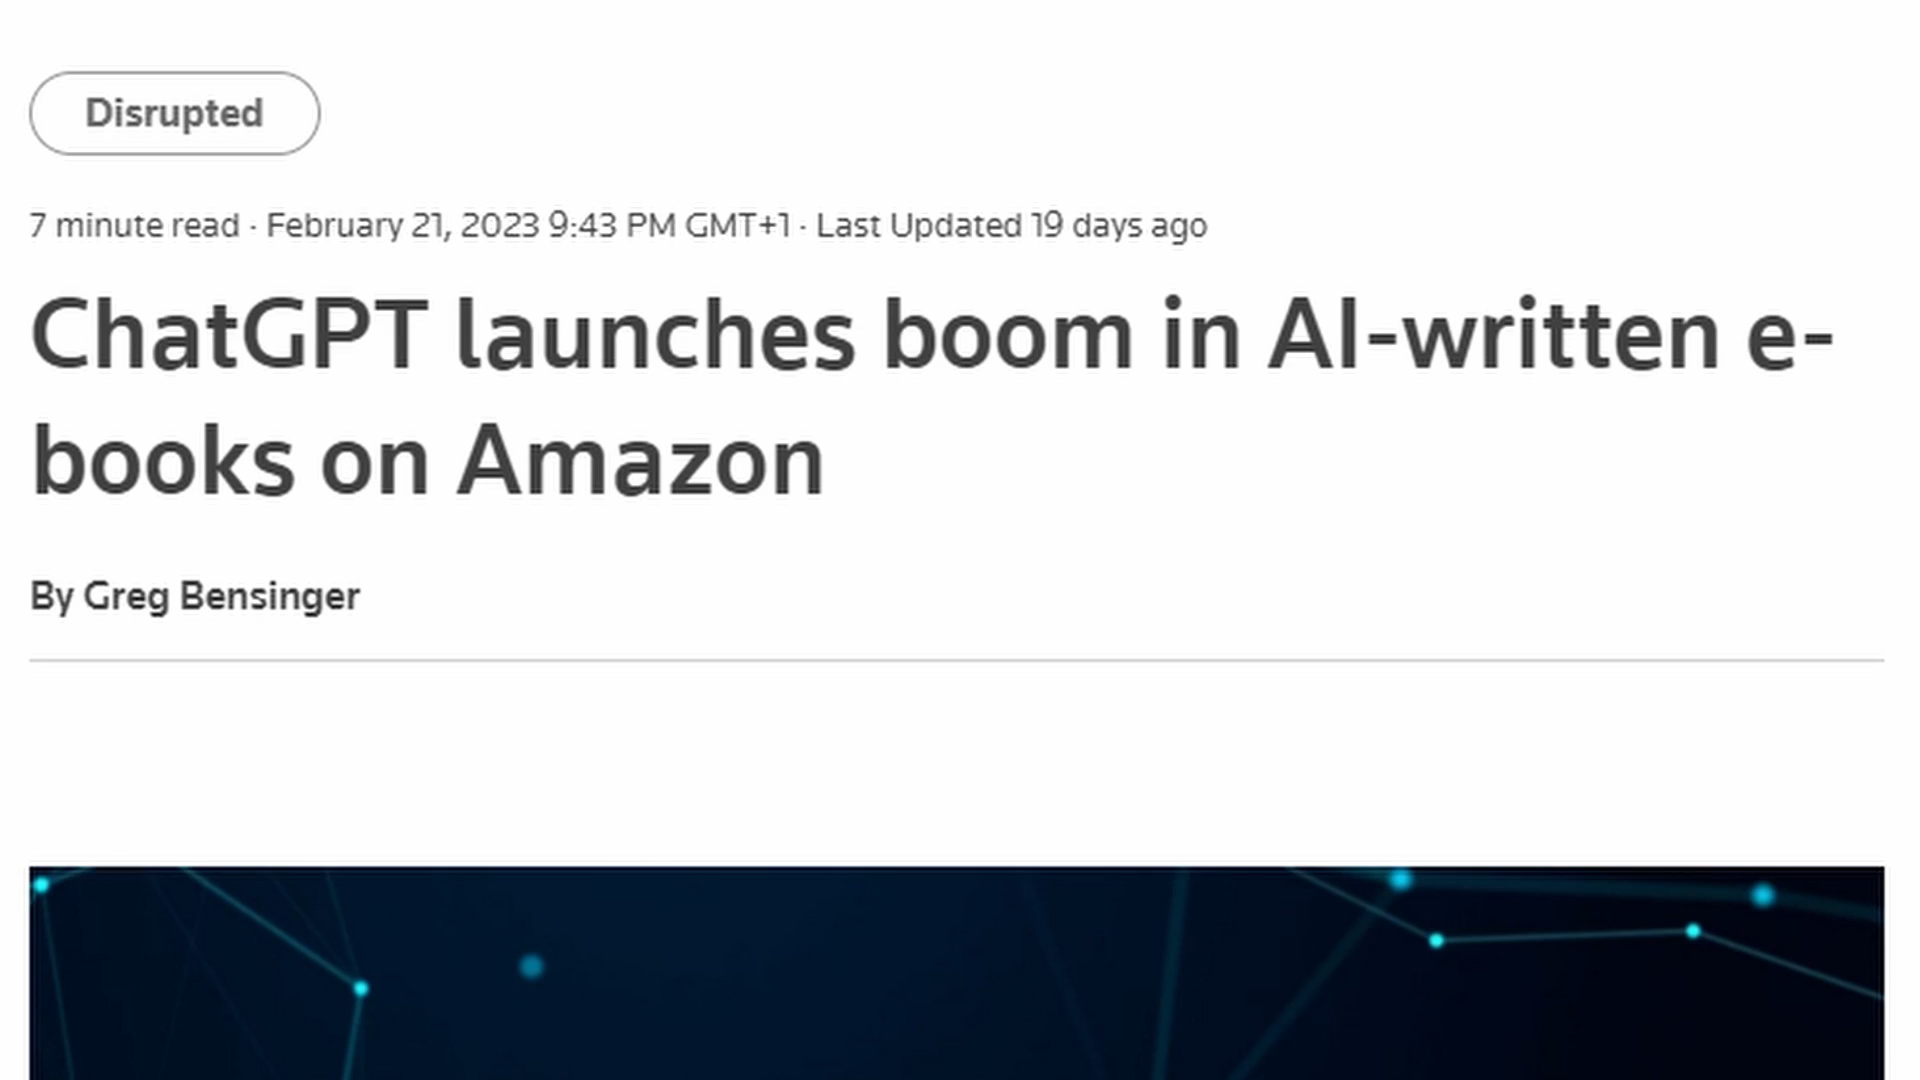 Disrupted
7 minute read · February 21, 2023 9:43 PM GMT+1 · Last Updated 19 days ago
ChatGPT launches boom in AI-written e-
books on Amazon
By Greg Bensinger